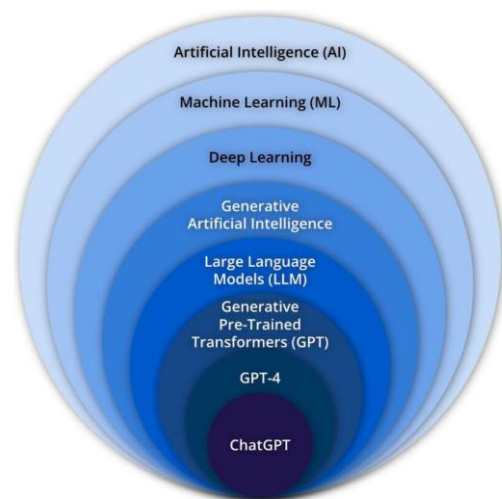 Artificial Intelligence (AI)
Machine Learning (ML)
Deep Learning
Generative
Artificial Intelligence
Large Language
Models (LLM)
Generative
Pre-Trained
Transformers (GPT)
GPT-4
ChatGPT